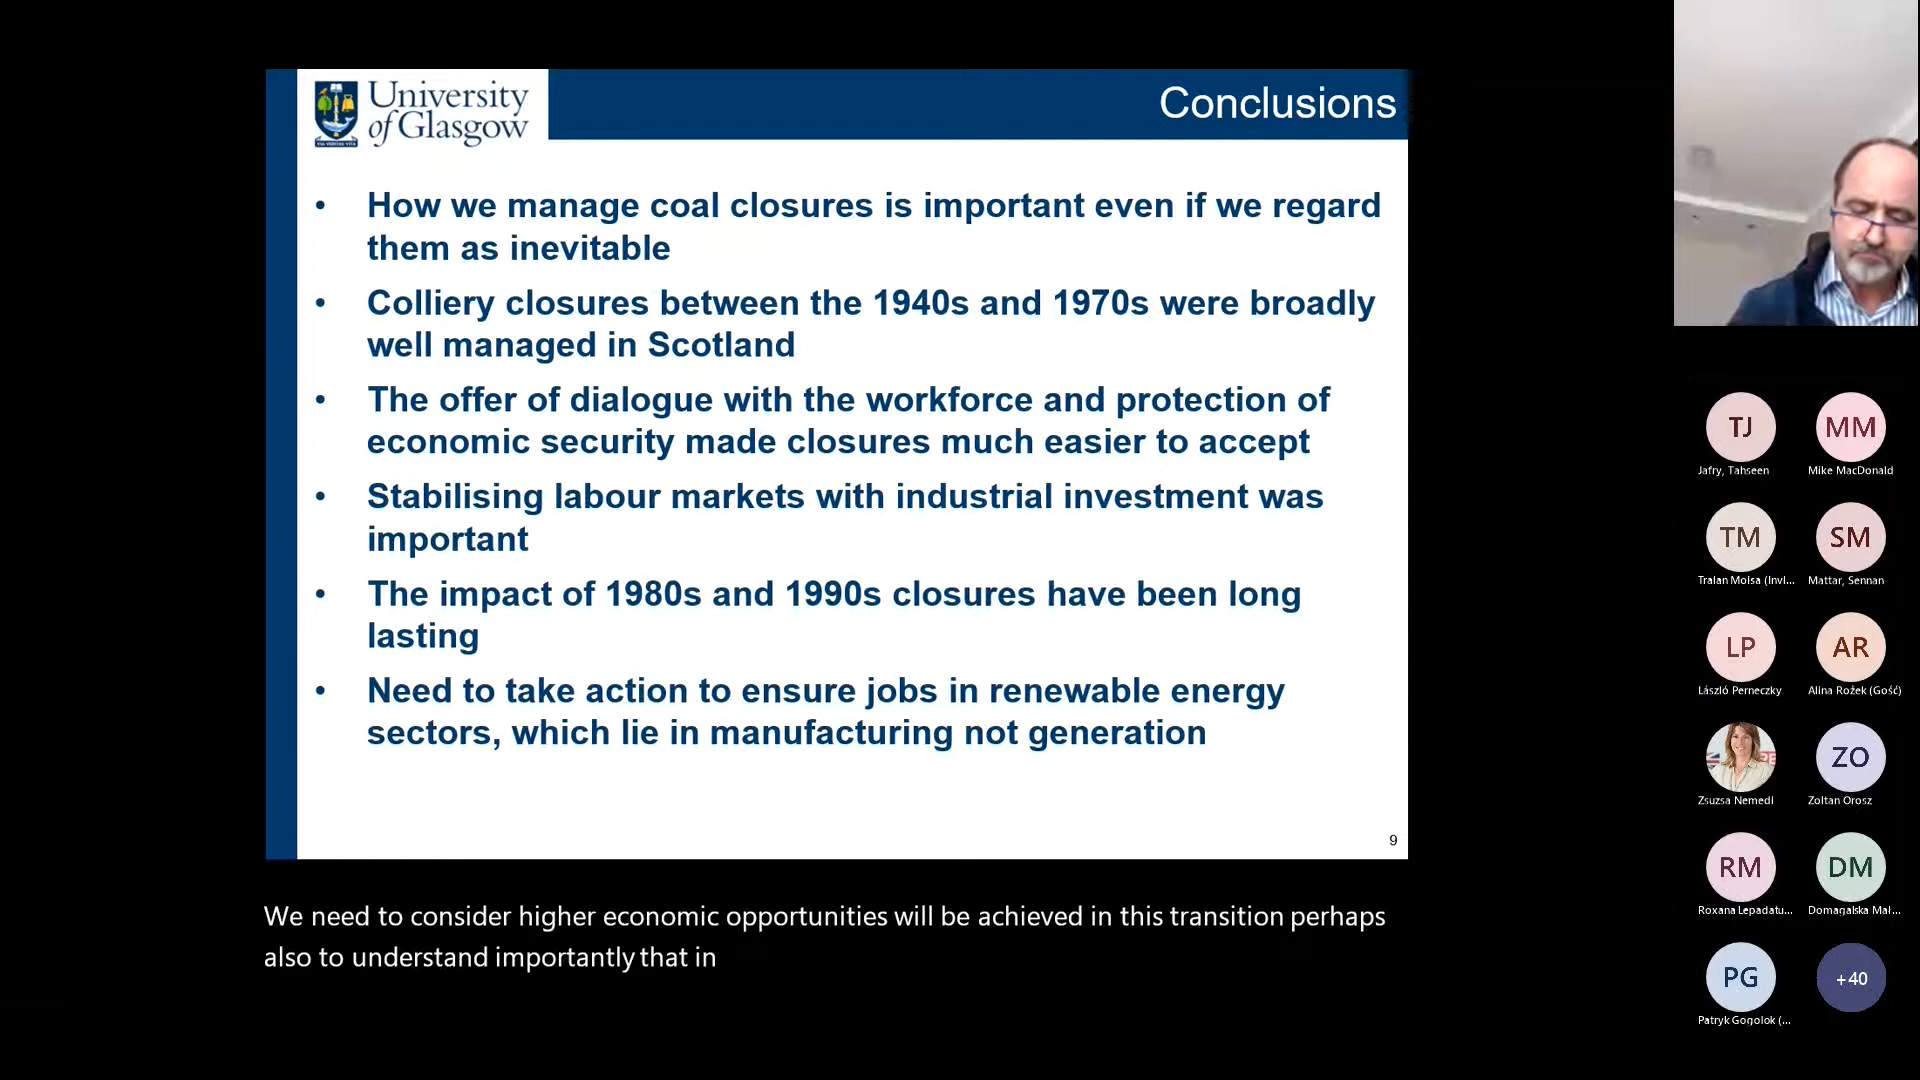 University
of Glasgow
Conclusions
• How we manage coal closures is important even if we regard
them as inevitable
• Colliery closures between the 1940s and 1970s were broadly
well managed in Scotland
• The offer of dialogue with the workforce and protection of
economic security made closures much easier to accept
• Stabilising labour markets with industrial investment was
important
• The impact of 1980s and 1990s closures have been long
lasting
• Need to take action to ensure jobs in renewable energy
sectors, which lie in manufacturing not generation
9
We need to consider higher economic opportunities will be achieved in this transition perhaps
also to understand importantly that in
TJ MM
Jafry, Tahseen Mike MacDonald
TM SM
Traian Moisa (Invi... Mattar, Sennan
LP AR
László Perneczky Alina Rożek (Gość)
ZO
Zsuzsa Nemedi Zoltan Orosz
RM DM
Roxana Lepadatu... Domagalska Mał...
PG +40
Patryk Gogolok (...